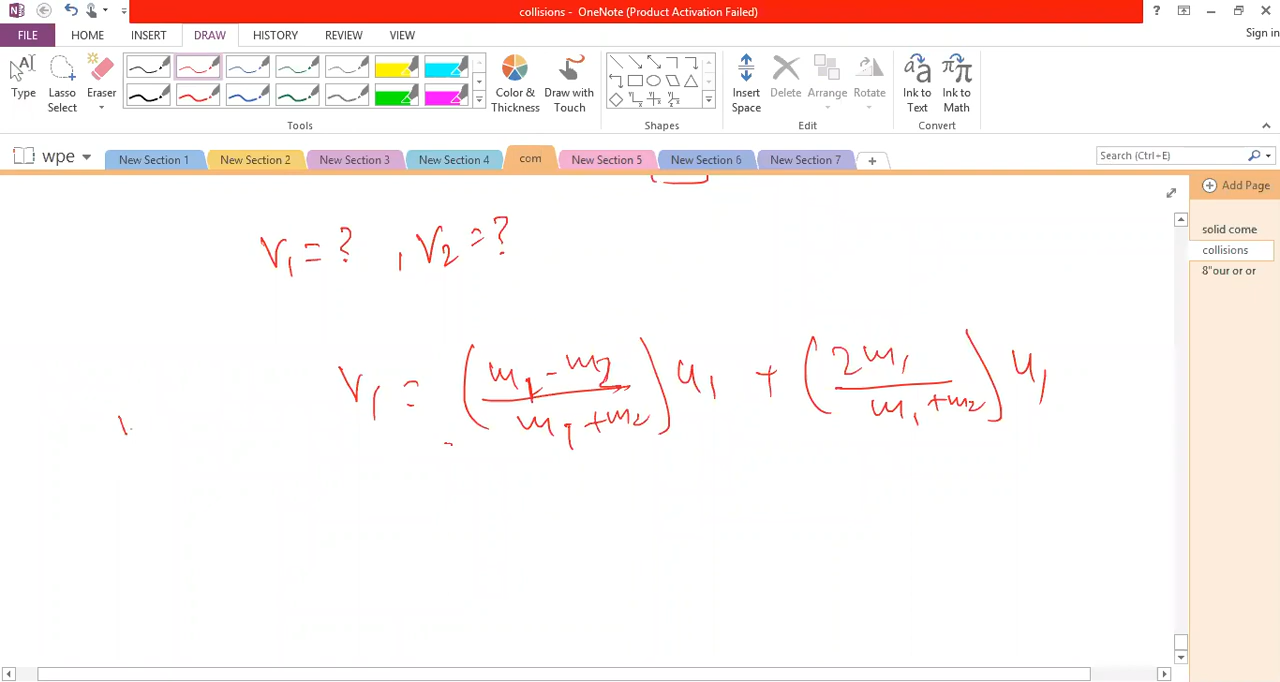 collisions - OneNote (Product Activation Failed)
?
FILE HOME INSERT DRAW HISTORY REVIEW VIEW
Sign in
Type
Lasso Select
Eraser
Color & Thickness
Draw with Touch
Insert Space
Delete
Arrange
Rotate
Ink to Text
Ink to Math
Tools
Shapes
Edit
Convert
wpe
New Section 1 New Section 2 New Section 3 New Section 4 com New Section 5 New Section 6 New Section 7
Search (Ctrl+E)
Add Page
solid come
collisions
8"our or or
v₁ = ? , v₂ = ?
v₁ = (m₁ - m₂ / m₁ + m₂) u₁ + (2m₁ / m₁ + m₂) u₁